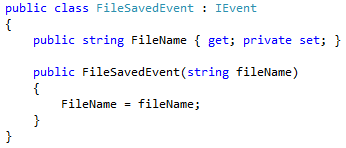 public class FileSavedEvent : IEvent
{
    public string FileName { get; private set; }

    public FileSavedEvent(string fileName)
    {
        FileName = fileName;
    }
}